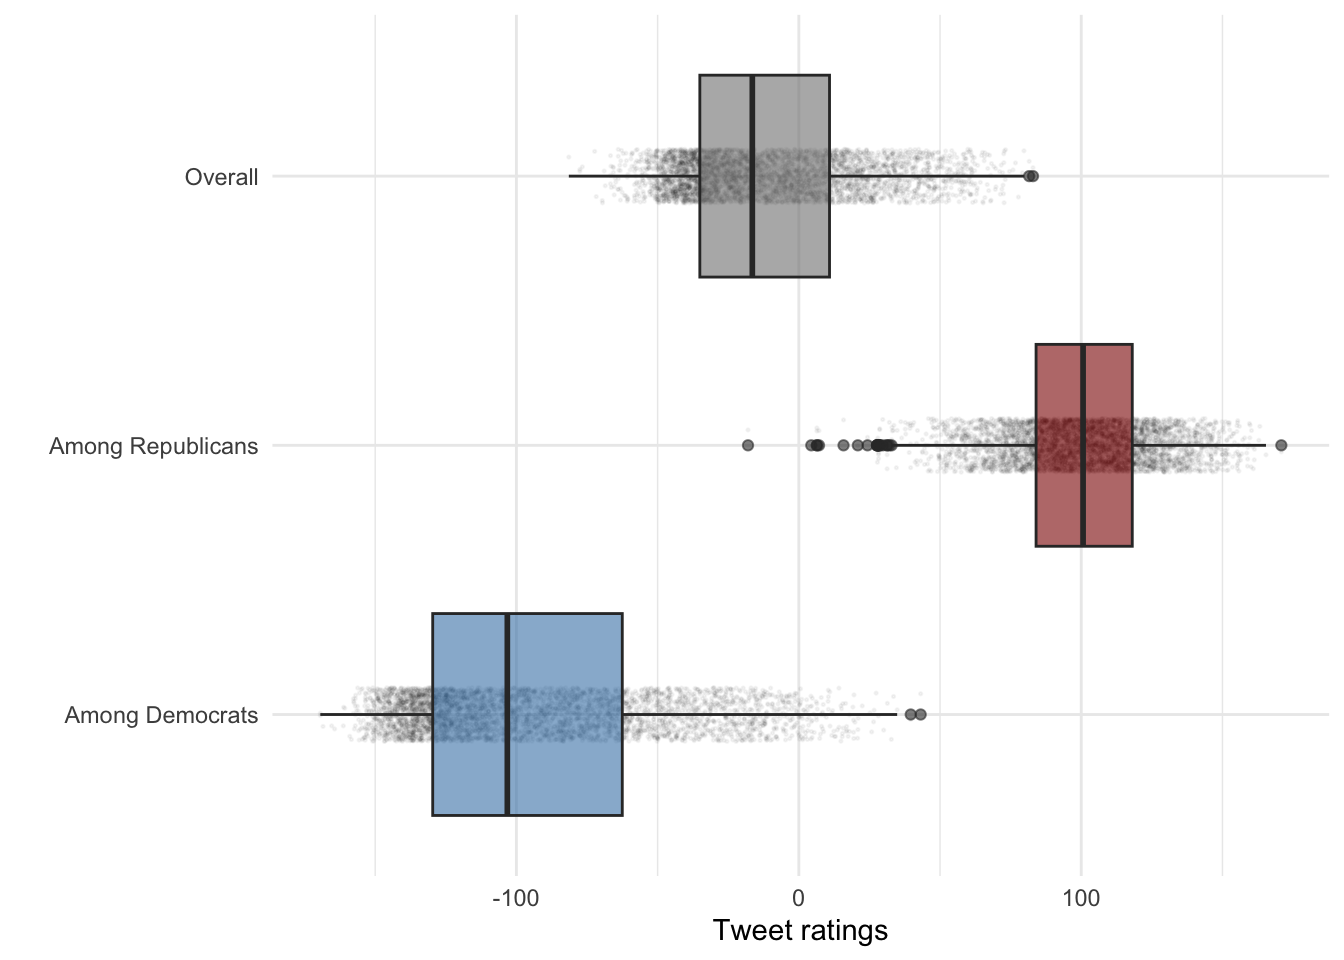 Overall
Among Republicans
Among Democrats
-100
0
100
Tweet ratings